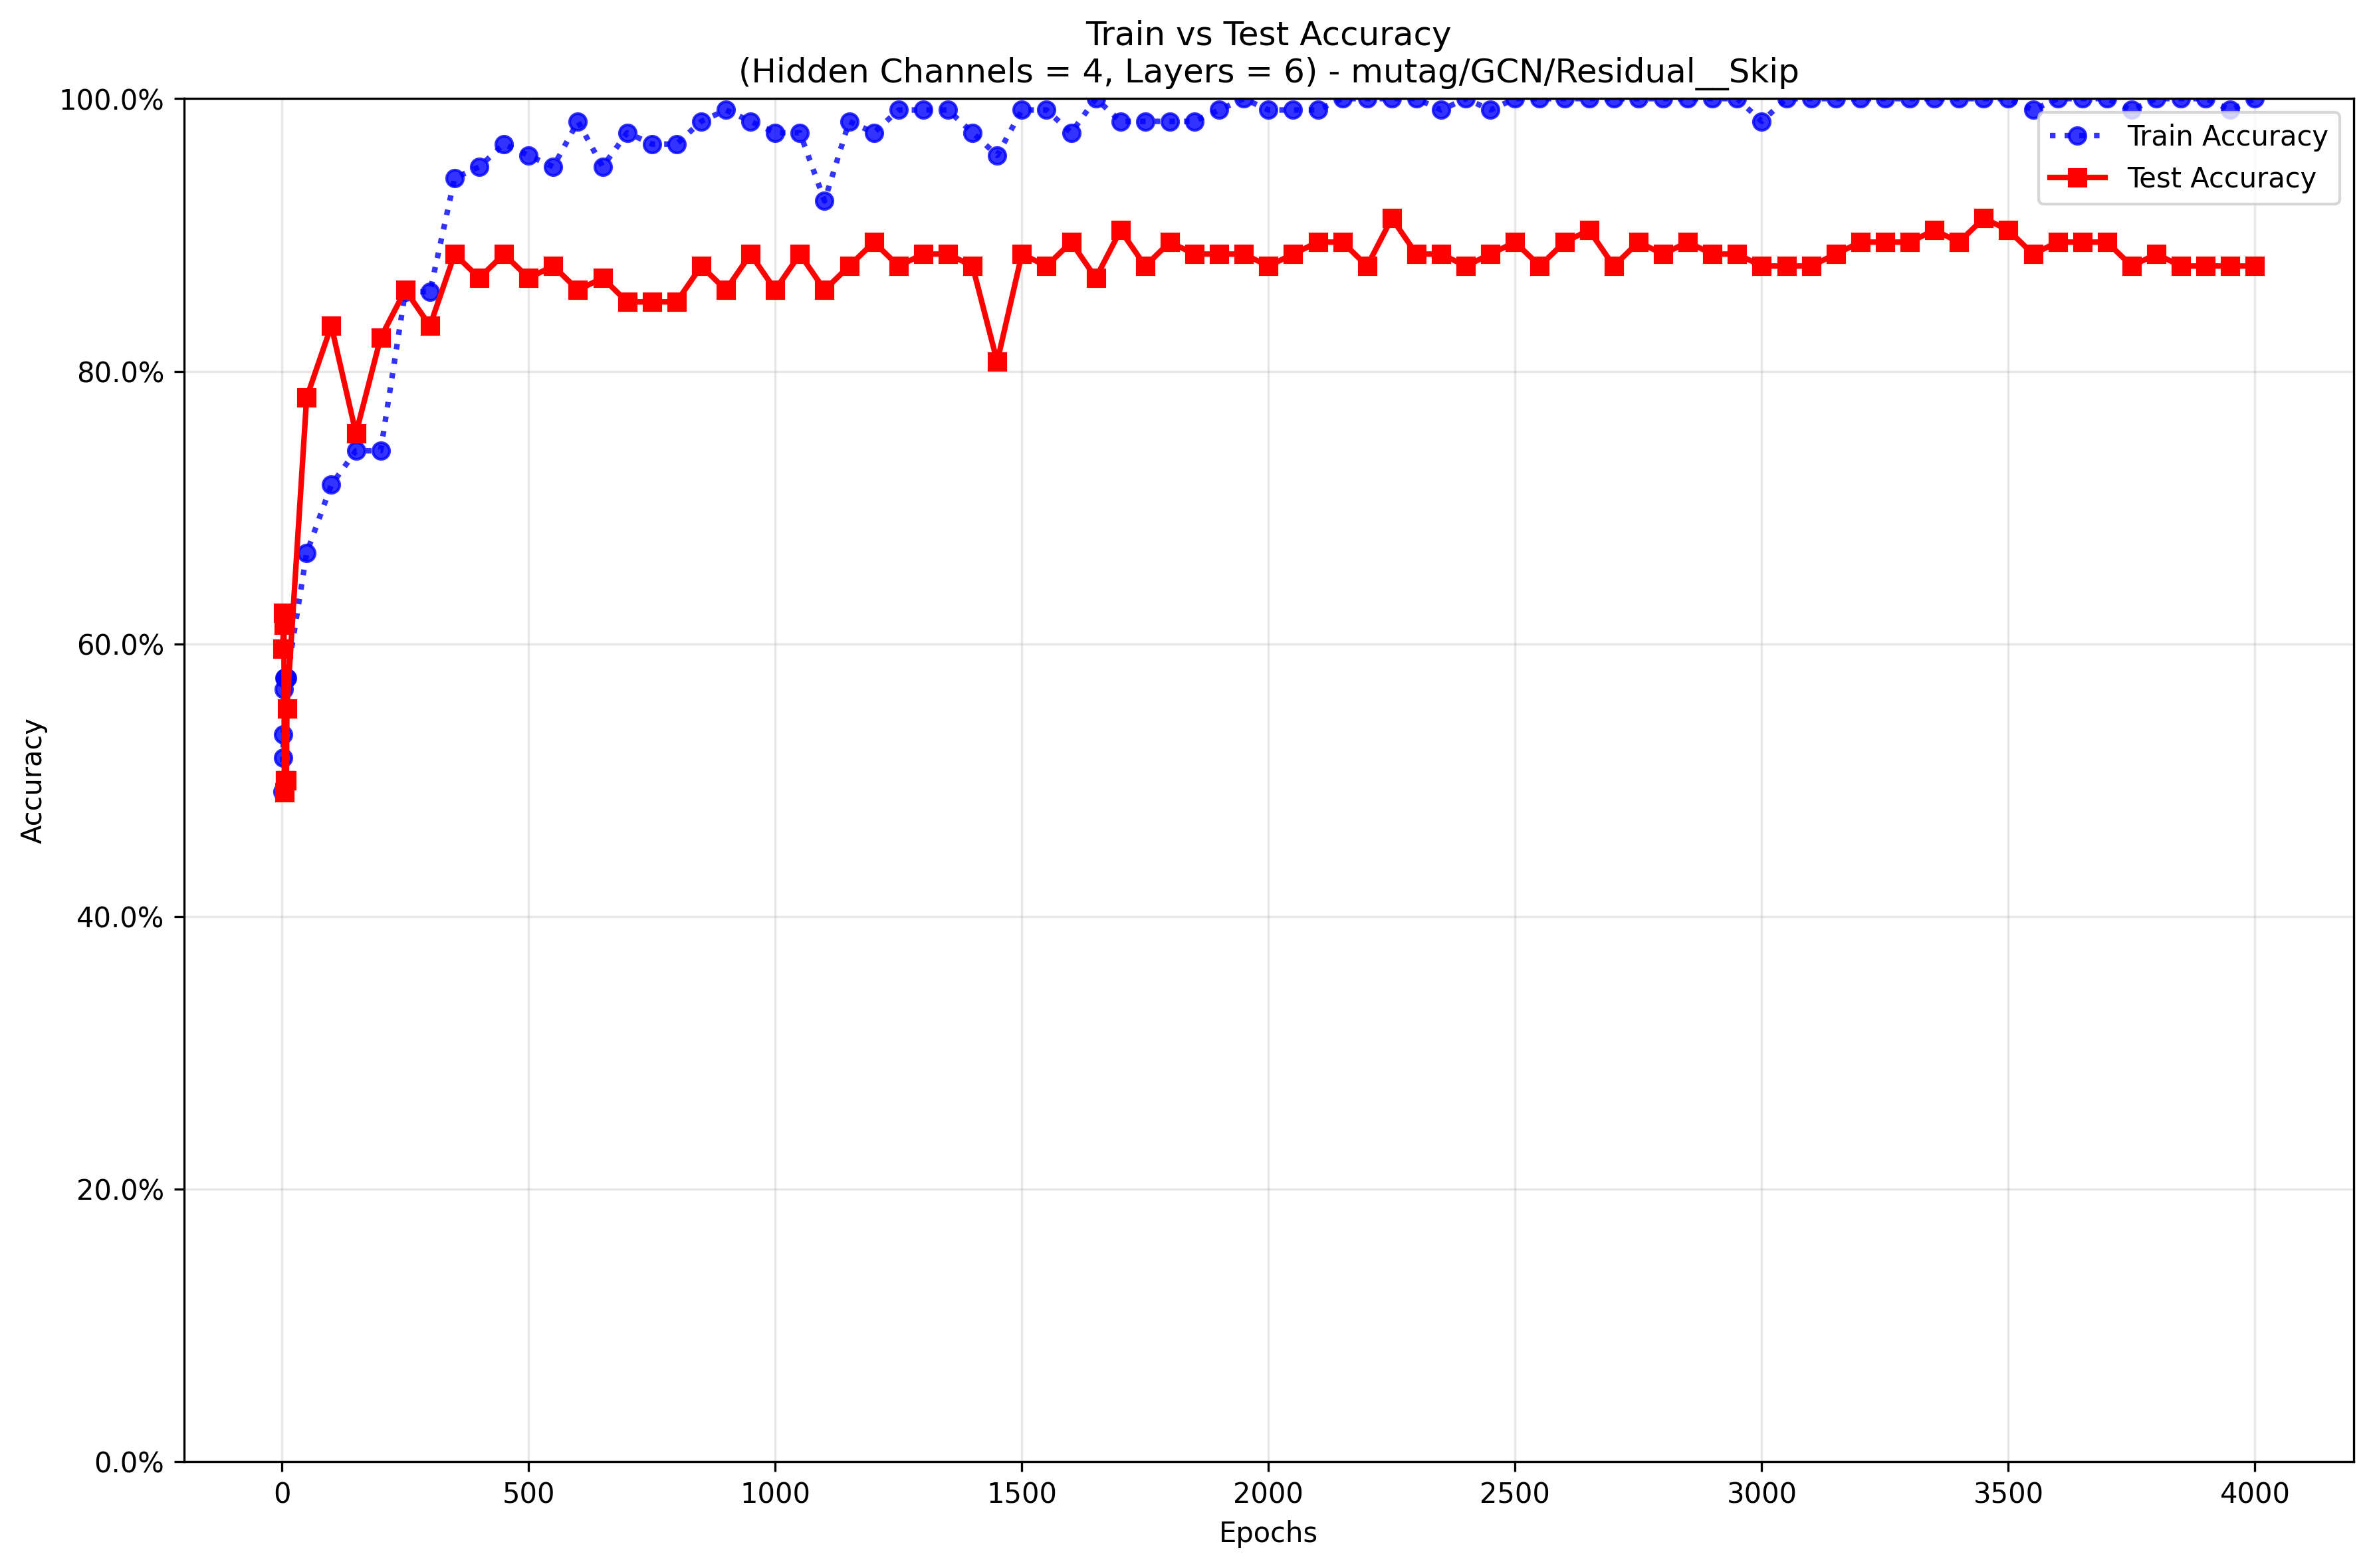 Train vs Test Accuracy
(Hidden Channels = 4, Layers = 6) - mutag/GCN/Residual__Skip
100.0%
80.0%
60.0%
40.0%
20.0%
0.0%
Accuracy
Train Accuracy
Test Accuracy
0 500 1000 1500 2000 2500 3000 3500 4000
Epochs